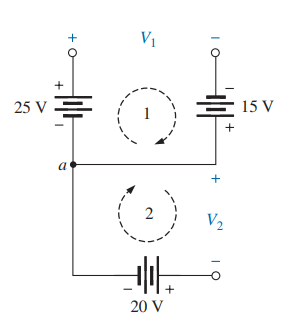 + V₁ −
+ −
25 V 1 15 V
− +
a
+
2 V₂
−
− +
20 V